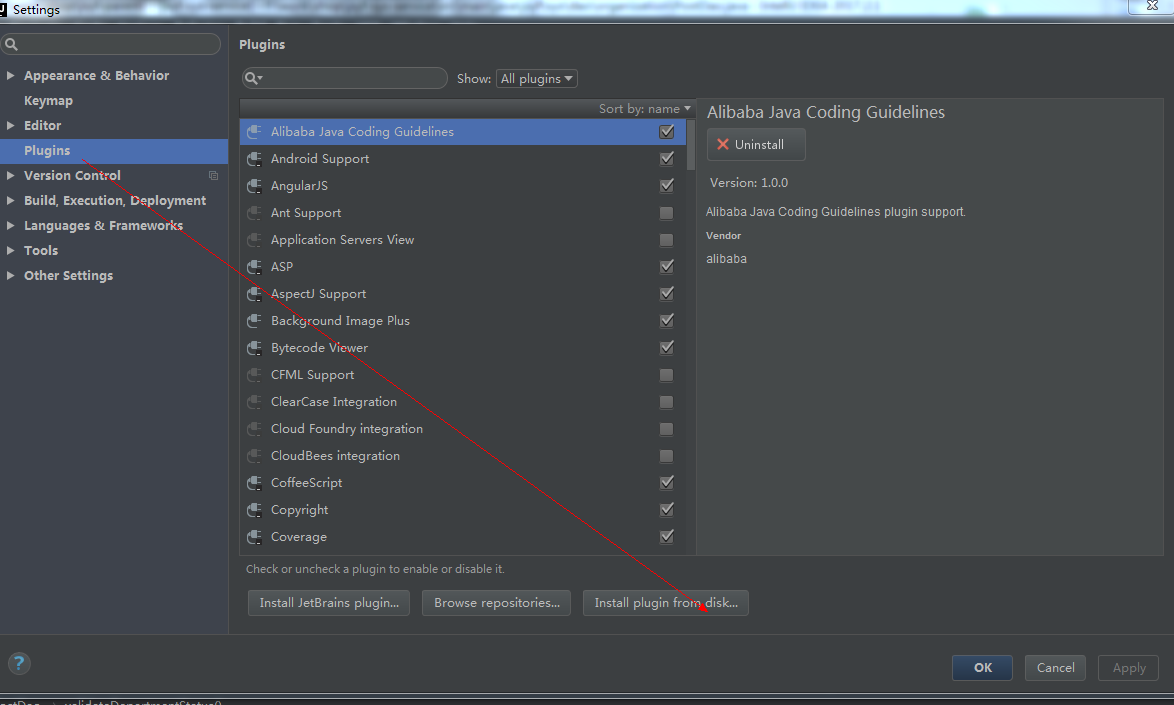 Settings
Appearance & Behavior
Keymap
Editor
Plugins
Version Control
Build, Execution, Deployment
Languages & Frameworks
Tools
Other Settings
Plugins
Show: All plugins
Sort by: name
Alibaba Java Coding Guidelines
Android Support
AngularJS
Ant Support
Application Servers View
ASP
AspectJ Support
Background Image Plus
Bytecode Viewer
CFML Support
ClearCase Integration
Cloud Foundry integration
CloudBees integration
CoffeeScript
Copyright
Coverage
Check or uncheck a plugin to enable or disable it.
Install JetBrains plugin...
Browse repositories...
Install plugin from disk...
Alibaba Java Coding Guidelines
Uninstall
Version: 1.0.0
Alibaba Java Coding Guidelines plugin support.
Vendor
alibaba
?
OK
Cancel
Apply